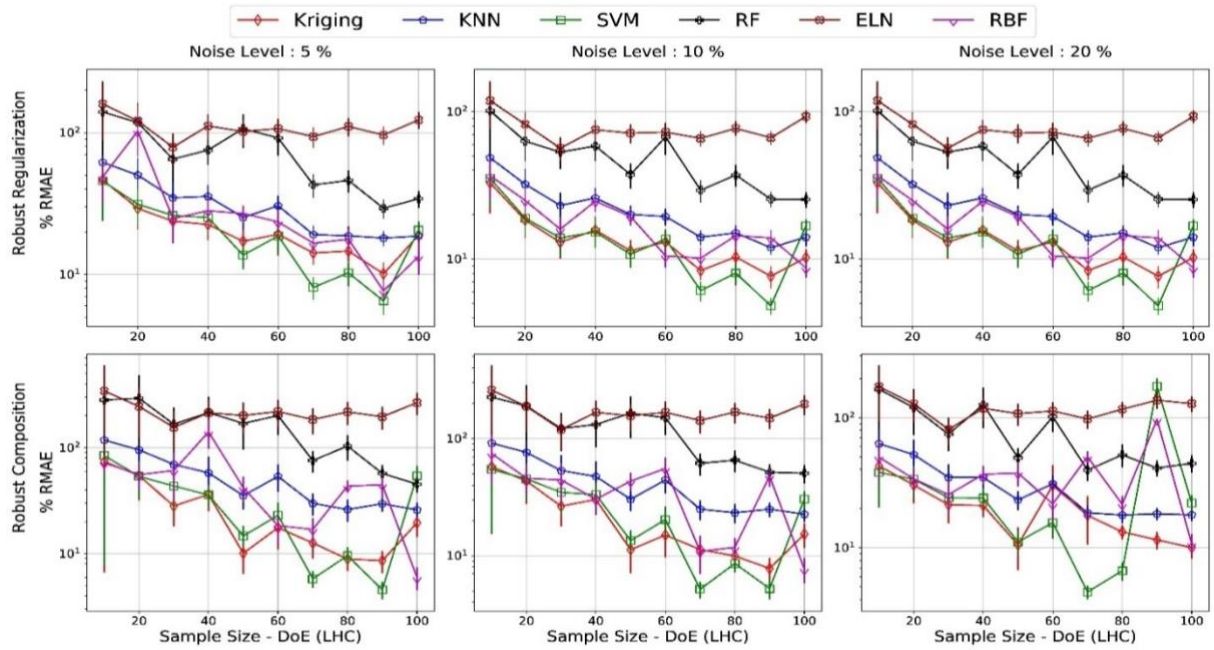 Kriging KNN SVM RF ELN RBF
Noise Level : 5 % Noise Level : 10 % Noise Level : 20 %
Robust Regularization
% RMAE
10² 10² 10²
10¹ 10¹ 10¹
20 40 60 80 100 20 40 60 80 100 20 40 60 80 100
Robust Composition
% RMAE
10² 10² 10²
10¹ 10¹ 10¹
20 40 60 80 100 20 40 60 80 100 20 40 60 80 100
Sample Size - DoE (LHC) Sample Size - DoE (LHC) Sample Size - DoE (LHC)